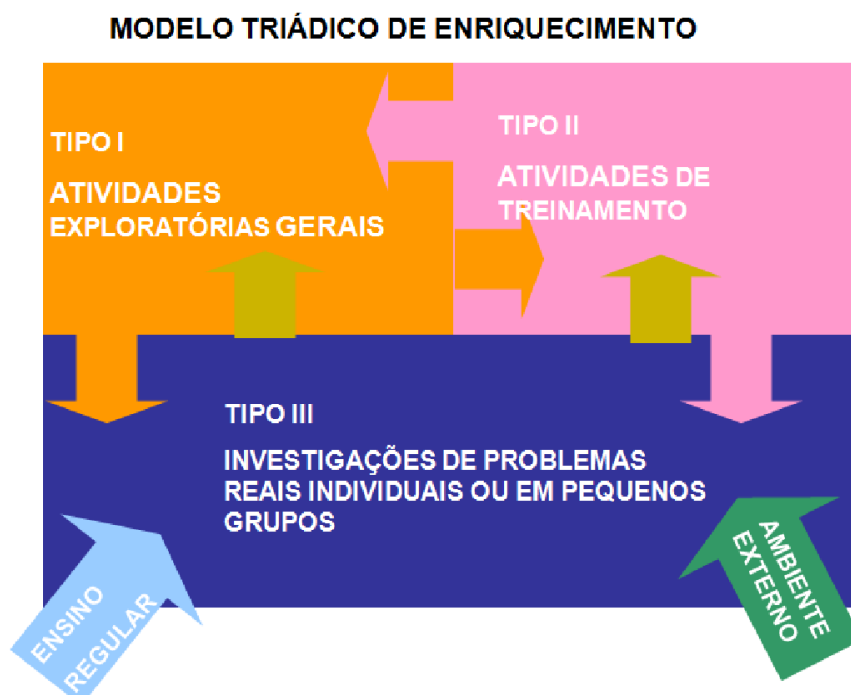 MODELO TRIÁDICO DE ENRIQUECIMENTO
TIPO I
ATIVIDADES
EXPLORATÓRIAS GERAIS
TIPO II
ATIVIDADES DE
TREINAMENTO
TIPO III
INVESTIGAÇÕES DE PROBLEMAS
REAIS INDIVIDUAIS OU EM PEQUENOS
GRUPOS
ENSINO
REGULAR
AMBIENTE
EXTERNO